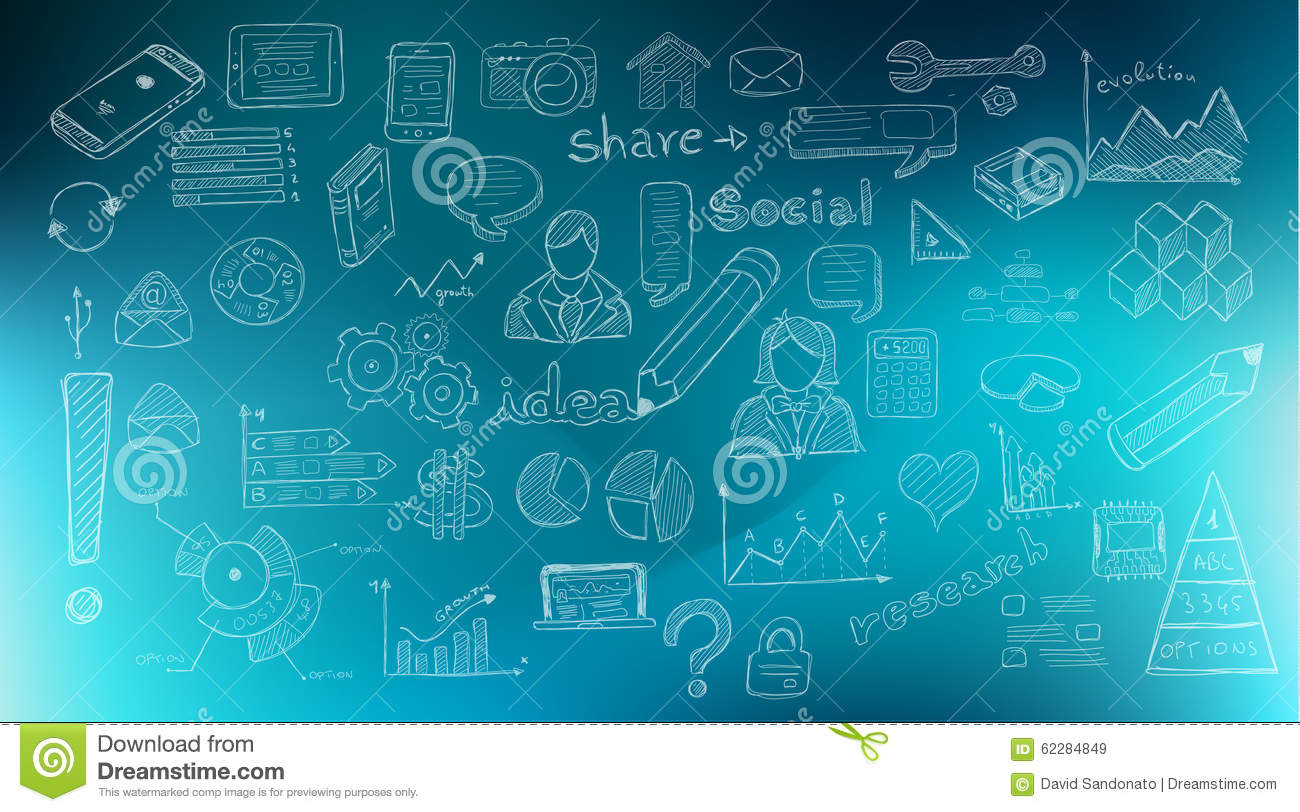 evolution
share
5
4
3
2
1
Social
@
01
02
03
04
growth
+5200
idea
y
C
A
B
OPTION
y
x
A B C D
A
B
C
D
E
F
1
ABC
3345
OPTIONS
research
OPTION
00537
OPTION
OPTION
y
GROWTH
x
dreamstime
dreamstime
dreamstime
dreamstime
dreamstime
dreamstime
Download from
Dreamstime.com
This watermarked comp image is for previewing purposes only.
ID 62284849
© David Sandonato | Dreamstime.com